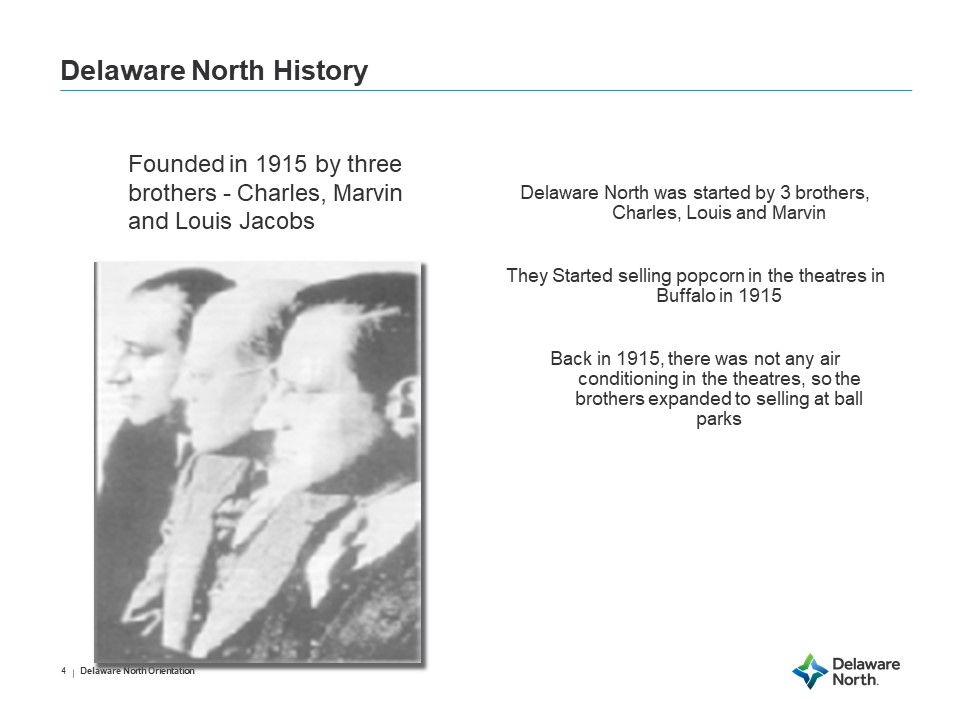 Delaware North History
Founded in 1915 by three
brothers - Charles, Marvin
and Louis Jacobs
Delaware North was started by 3 brothers,
Charles, Louis and Marvin
They Started selling popcorn in the theatres in
Buffalo in 1915
Back in 1915, there was not any air
conditioning in the theatres, so the
brothers expanded to selling at ball
parks
4 | Delaware North Orientation
Delaware
North.